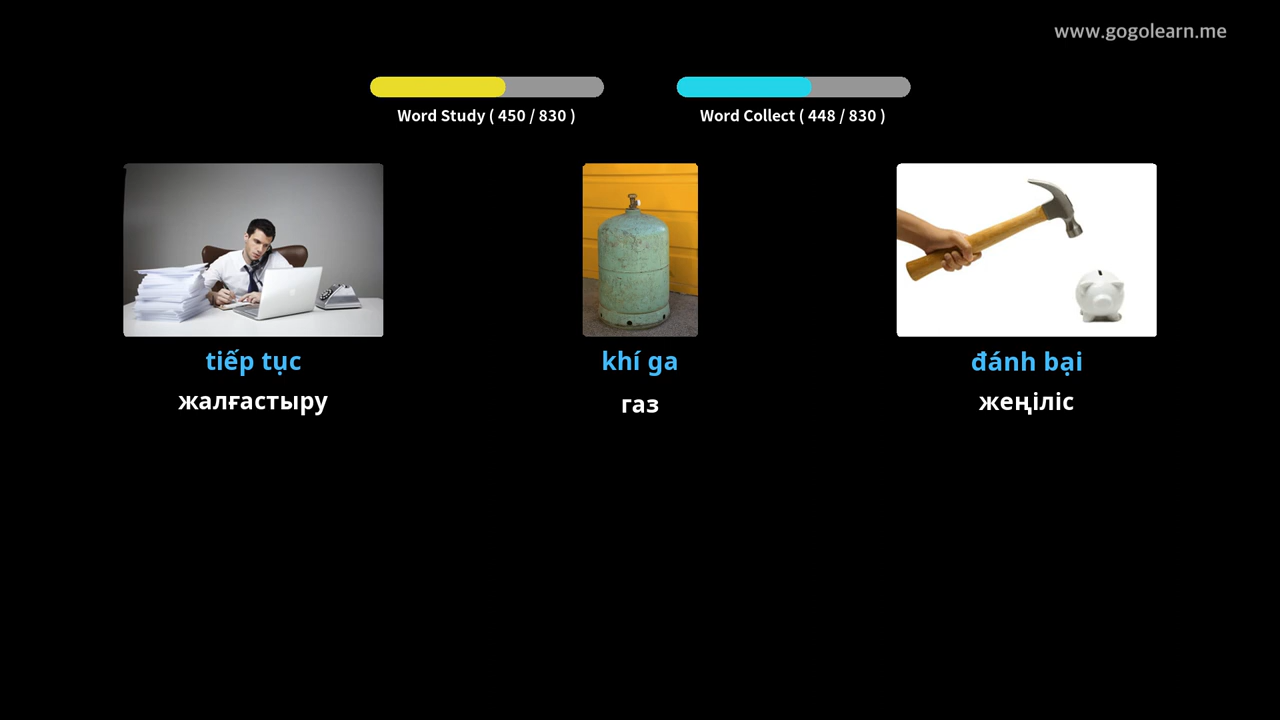 www.gogolearn.me
Word Study ( 450 / 830 )
Word Collect ( 448 / 830 )
tiếp tục
жалғастыру
khí ga
газ
đánh bại
жеңіліс